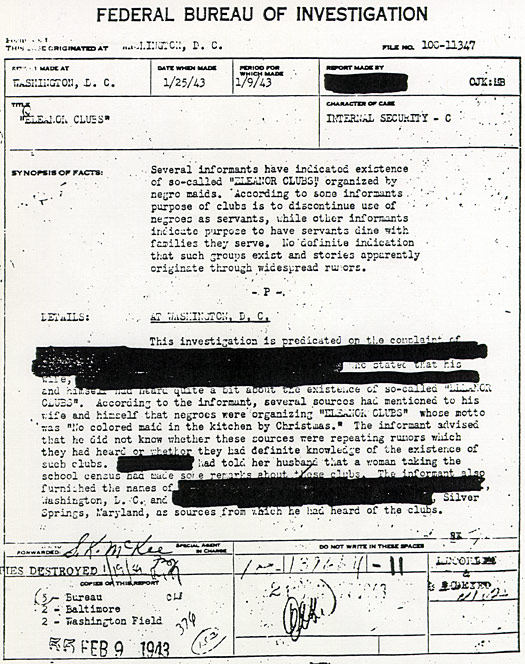 FEDERAL BUREAU OF INVESTIGATION
THIS CASE ORIGINATED AT WASHINGTON, D. C. FILE NO. 100-11347
REPORT MADE AT
WASHINGTON, D. C.
DATE WHEN MADE
1/25/43
PERIOD FOR WHICH MADE
1/9/43
REPORT MADE BY
CJK:HB
TITLE
"ELEANOR CLUBS"
CHARACTER OF CASE
INTERNAL SECURITY - C
SYNOPSIS OF FACTS:
Several informants have indicated existence
of so-called "ELEANOR CLUBS" organized by
negro maids. According to some informants
purpose of clubs is to discontinue use of
negroes as servants, while other informants
indicate purpose to have servants dine with
families they serve. No definite indication
that such groups exist and stories apparently
originate through widespread rumors.
- P -
DETAILS: AT WASHINGTON, D. C.
This investigation is predicated on the complaint of
who stated that his
wife,
and himself had heard quite a bit about the existence of so-called "ELEANOR
CLUBS". According to the informant, several sources had mentioned to his
wife and himself that negroes were organizing "ELEANOR CLUBS" whose motto
was "No colored maid in the kitchen by Christmas." The informant advised
that he did not know whether these sources were repeating rumors which
they had heard or whether they had definite knowledge of the existence of
such clubs. had told her husband that a woman taking the
school census had made some remarks about these clubs. The informant also
furnished the names of
Washington, D. C. and , Silver
Springs, Maryland, as sources from which he had heard of the clubs.
FORWARDED S.K. McKee SPECIAL AGENT IN CHARGE
DO NOT WRITE IN THESE SPACES
COPIES DESTROYED
COPIES OF THIS REPORT
5 - Bureau
2 - Baltimore
2 - Washington Field
55 FEB 9 1943
152
- 11